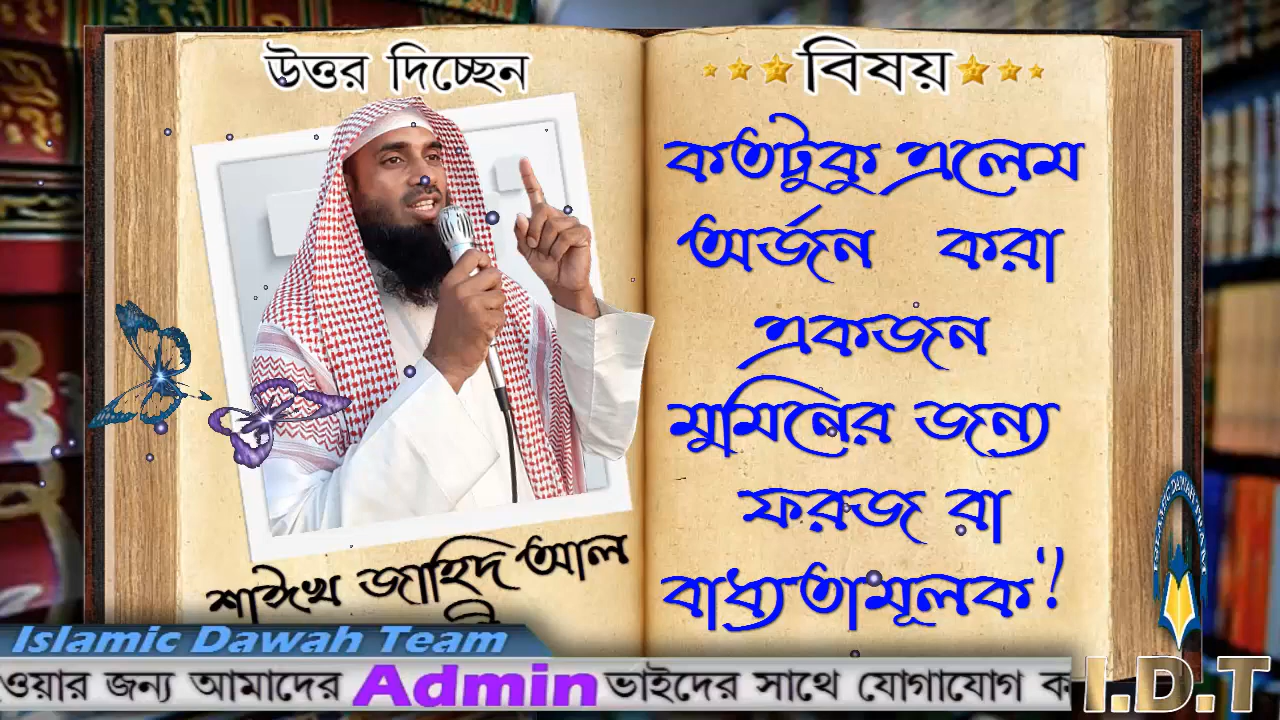 উত্তর দিচ্ছেন
শাঈখ জাহিদ আল
বিষয়
কতটুকু এলেম
অর্জন করা
একজন
মুমিনের জন্য
ফরজ বা
বাধ্যতামূলক?
Islamic Dawah Team
ওয়ার জন্য আমাদের Admin ভাইদের সাথে যোগাযোগ ক
I.D.T